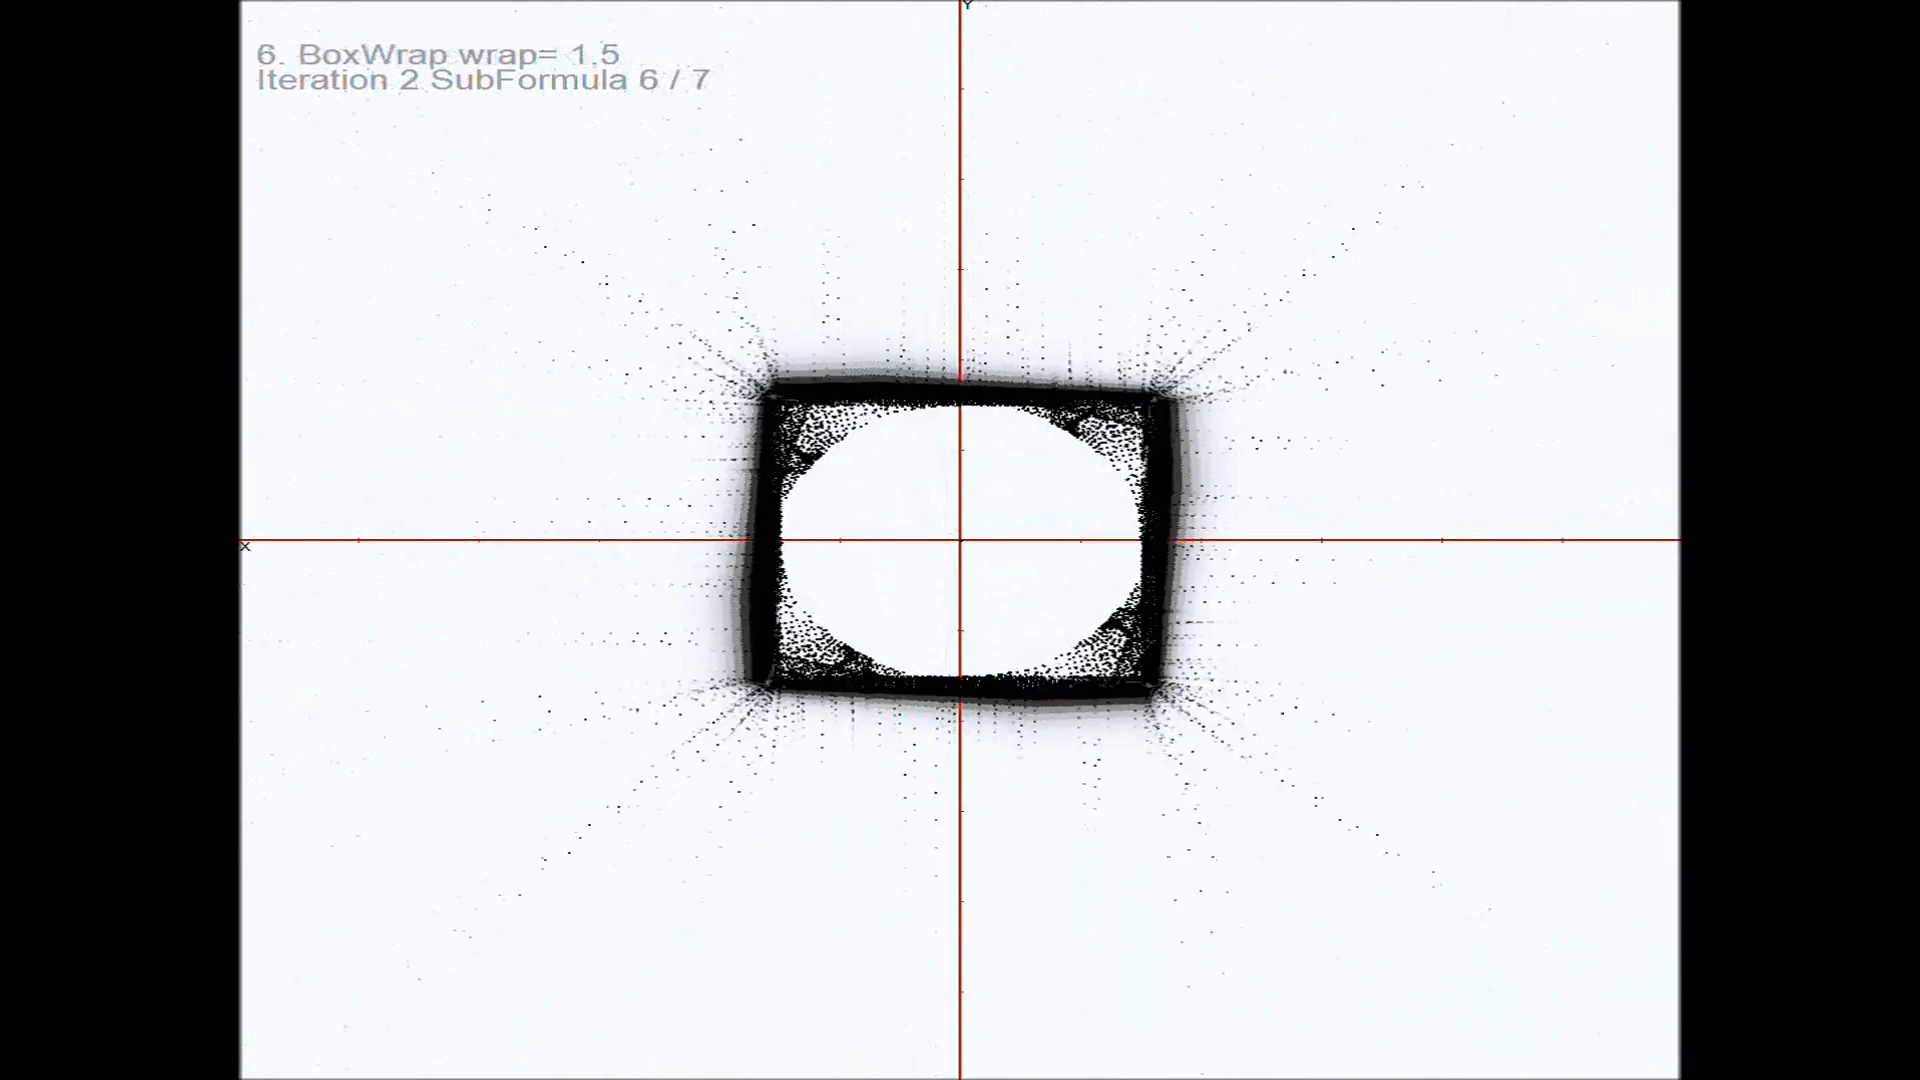 6. BoxWrap wrap= 1.5
Iteration 2 SubFormula 6 / 7
Y
X